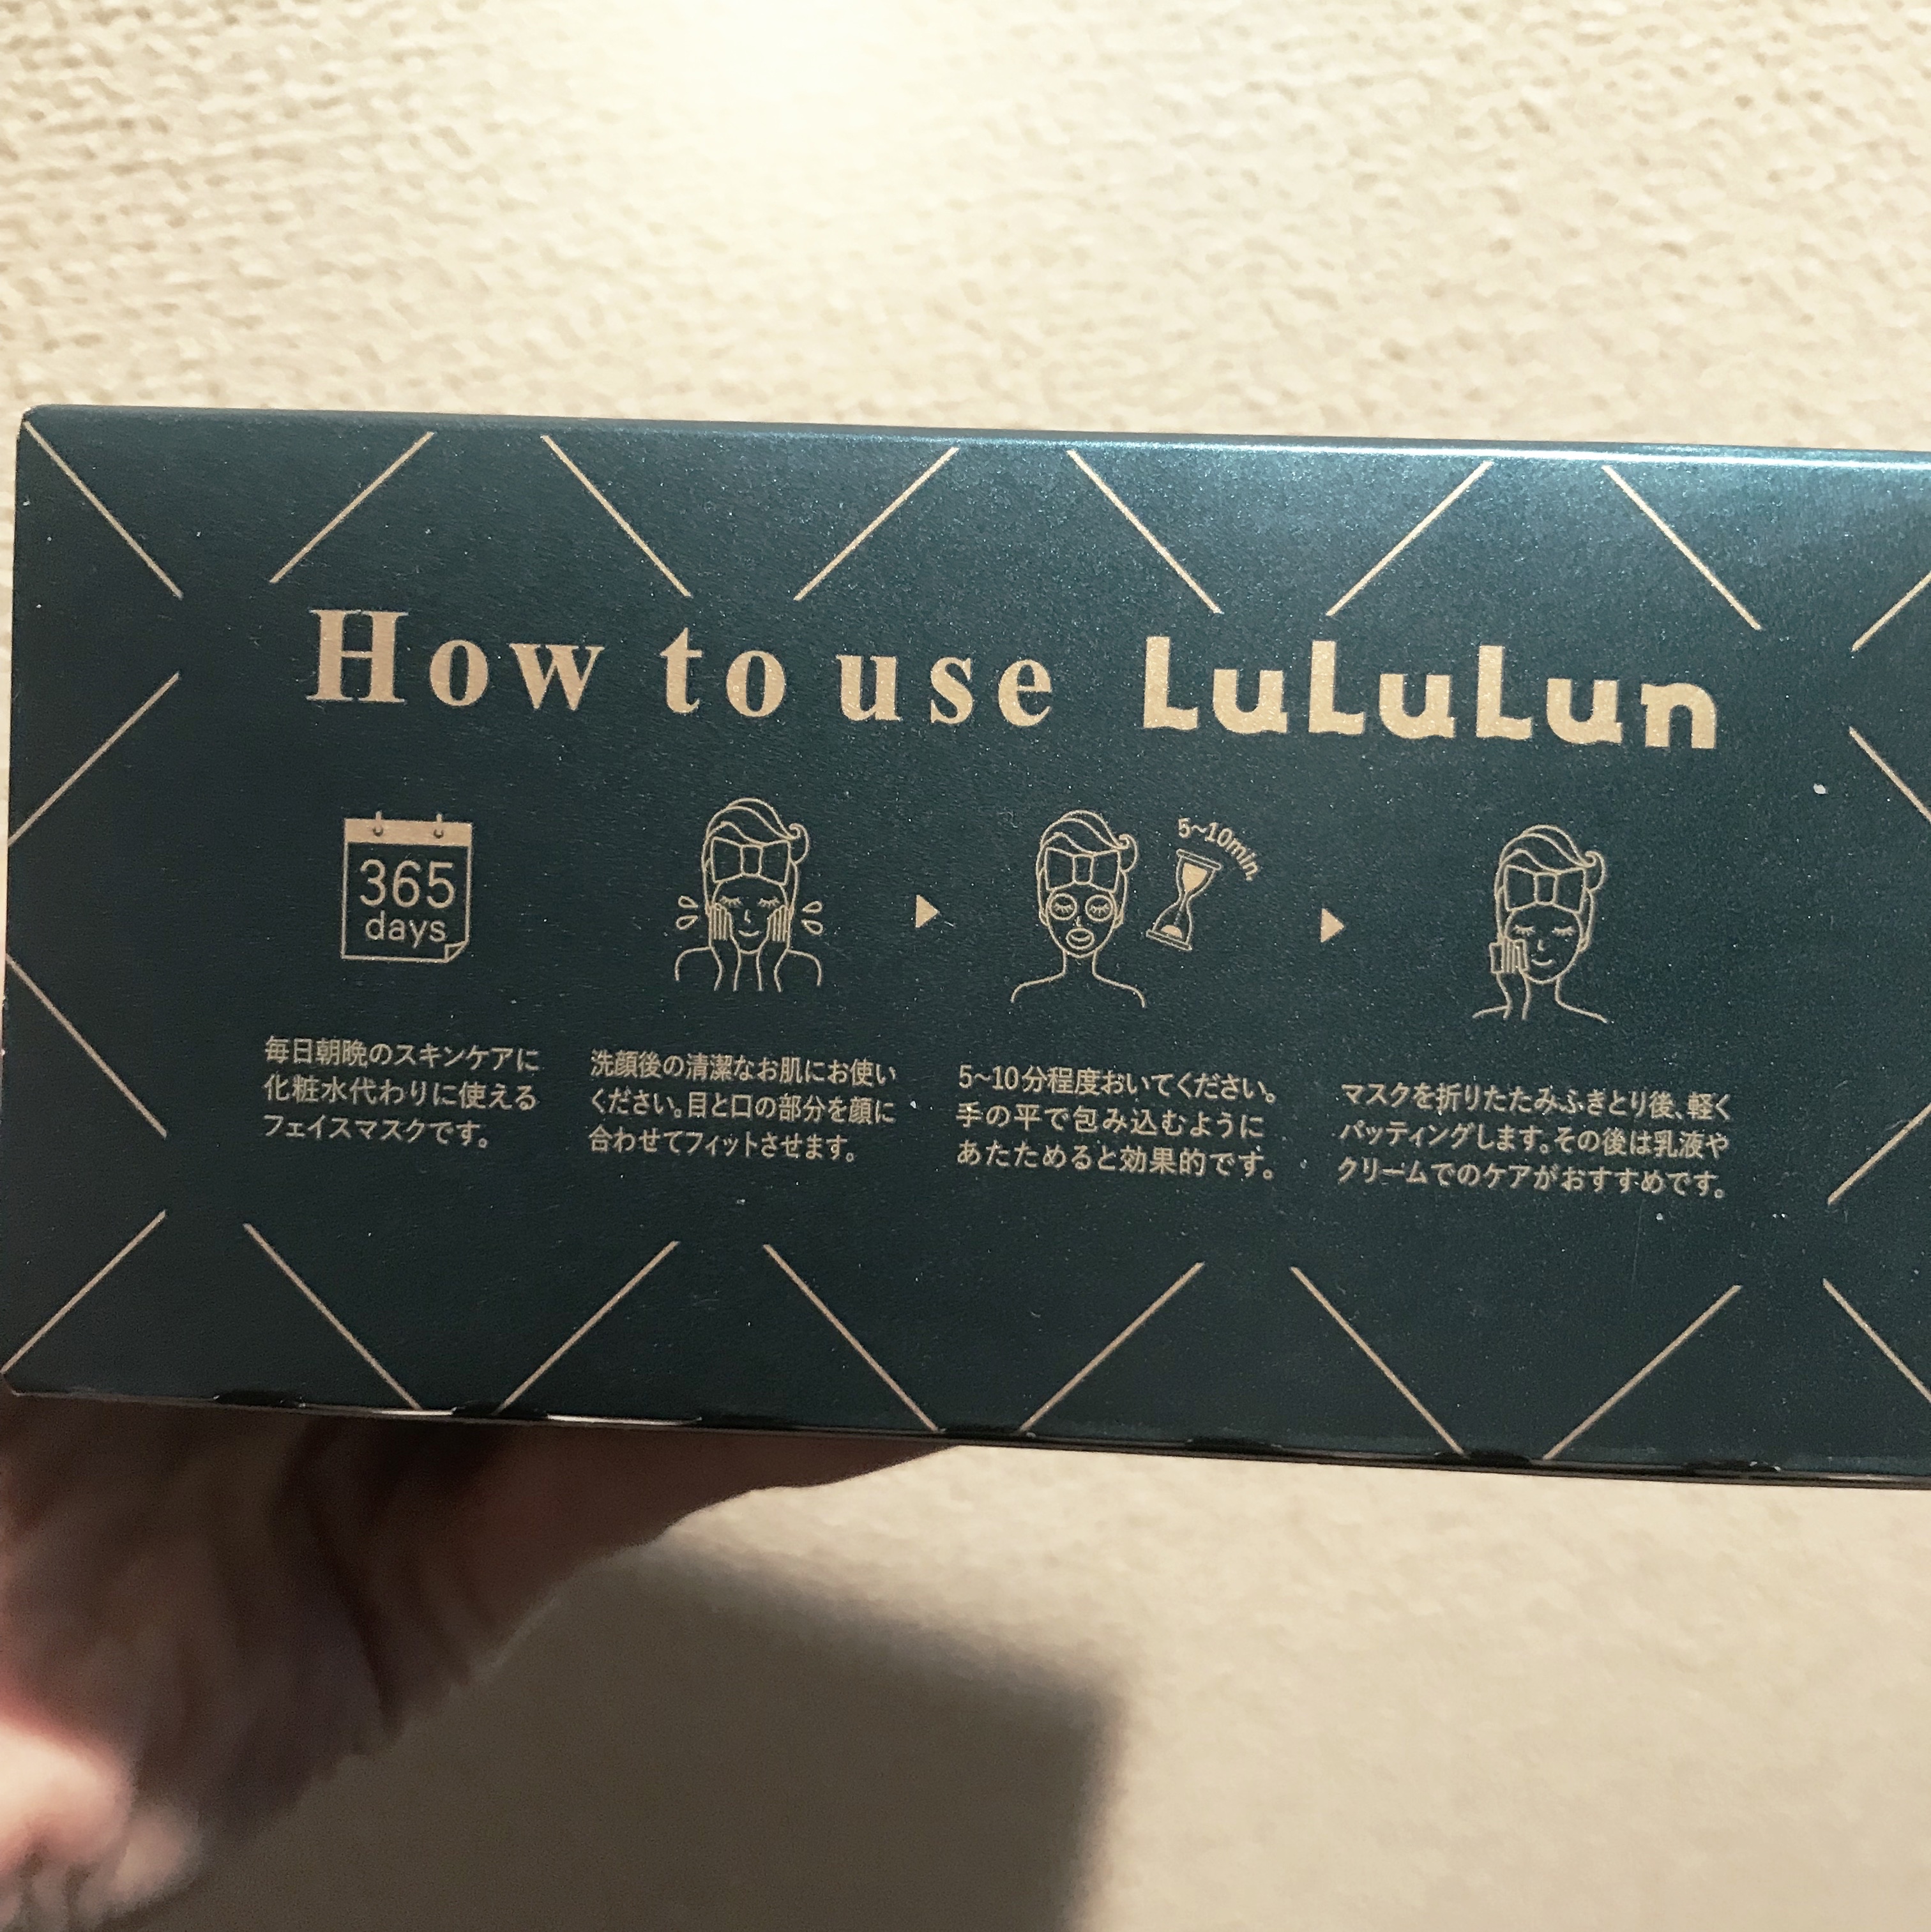 How to use LuLuLun
365
days
毎日朝晩のスキンケアに
化粧水代わりに使える
フェイスマスクです。
洗顔後の清潔なお肌にお使い
ください。目と口の部分を顔に
合わせてフィットさせます。
5~10min.
5~10分程度おいてください。
手の平で包み込むように
あたためると効果的です。
マスクを折りたたみふきとり後、軽く
パッティングします。その後は乳液や
クリームでのケアがおすすめです。